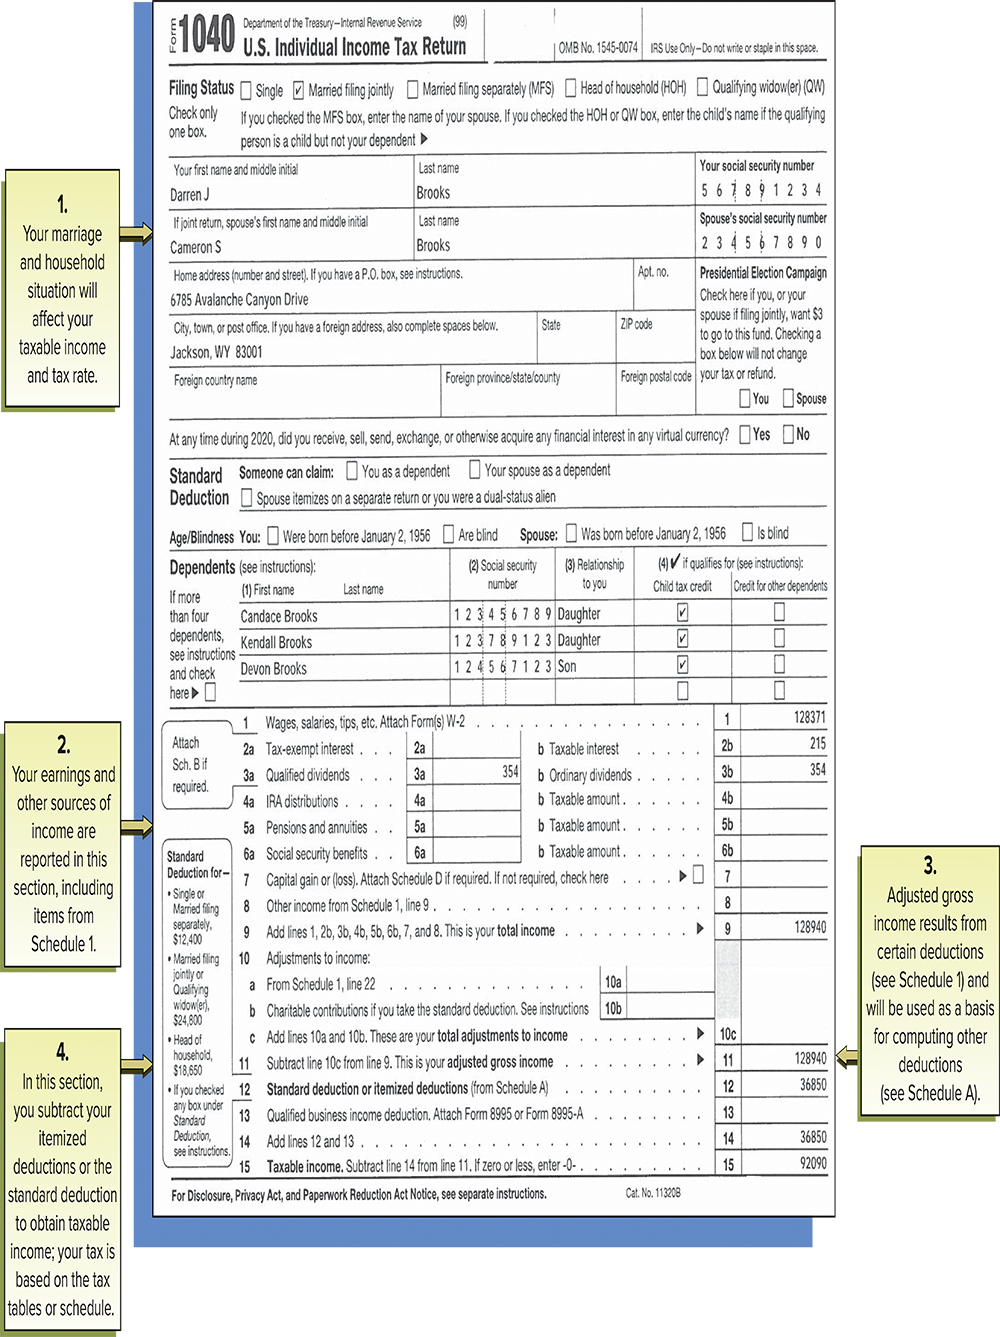 Form 1040 Department of the Treasury—Internal Revenue Service (99)
U.S. Individual Income Tax Return
OMB No. 1545-0074
IRS Use Only—Do not write or staple in this space.
Filing Status Single ✓ Married filing jointly Married filing separately (MFS) Head of household (HOH) Qualifying widow(er) (QW)
Check only
one box.
If you checked the MFS box, enter the name of your spouse. If you checked the HOH or QW box, enter the child's name if the qualifying
person is a child but not your dependent ▶
Your first name and middle initial Last name Your social security number
Darren J Brooks 5 6 7 8 9 1 2 3 4
If joint return, spouse's first name and middle initial Last name Spouse's social security number
Cameron S Brooks 2 3 4 5 6 7 8 9 0
Home address (number and street). If you have a P.O. box, see instructions. Apt. no.
6785 Avalanche Canyon Drive
City, town, or post office. If you have a foreign address, also complete spaces below. State ZIP code
Jackson, WY 83001
Foreign country name Foreign province/state/county Foreign postal code
Presidential Election Campaign
Check here if you, or your
spouse if filing jointly, want $3
to go to this fund. Checking a
box below will not change
your tax or refund.
You Spouse
At any time during 2020, did you receive, sell, send, exchange, or otherwise acquire any financial interest in any virtual currency? Yes No
Standard
Deduction
Someone can claim: You as a dependent Your spouse as a dependent
Spouse itemizes on a separate return or you were a dual-status alien
Age/Blindness You: Were born before January 2, 1956 Are blind Spouse: Was born before January 2, 1956 Is blind
Dependents (see instructions): (2) Social security (3) Relationship (4) ✓ if qualifies for (see instructions):
(1) First name Last name number to you Child tax credit Credit for other dependents
If more
than four
dependents,
see instructions
and check
here ▶
Candace Brooks 1 2 3 4 5 6 7 8 9 Daughter ✓
Kendall Brooks 1 2 3 7 8 9 1 2 3 Daughter ✓
Devon Brooks 1 2 4 5 6 7 1 2 3 Son ✓
Attach
Sch. B if
required.
1 Wages, salaries, tips, etc. Attach Form(s) W-2 1 128371
2a Tax-exempt interest 2a b Taxable interest 2b 215
3a Qualified dividends 3a 354 b Ordinary dividends 3b 354
4a IRA distributions 4a b Taxable amount 4b
5a Pensions and annuities 5a b Taxable amount 5b
6a Social security benefits 6a b Taxable amount 6b
7 Capital gain or (loss). Attach Schedule D if required. If not required, check here ▶ 7
8 Other income from Schedule 1, line 9 8
9 Add lines 1, 2b, 3b, 4b, 5b, 6b, 7, and 8. This is your total income ▶ 9 128940
10 Adjustments to income:
a From Schedule 1, line 22 10a
b Charitable contributions if you take the standard deduction. See instructions 10b
c Add lines 10a and 10b. These are your total adjustments to income ▶ 10c
11 Subtract line 10c from line 9. This is your adjusted gross income ▶ 11 128940
12 Standard deduction or itemized deductions (from Schedule A) 12 36850
13 Qualified business income deduction. Attach Form 8995 or Form 8995-A 13
14 Add lines 12 and 13 14 36850
15 Taxable income. Subtract line 14 from line 11. If zero or less, enter -0- 15 92090
Standard
Deduction for—
• Single or
Married filing
separately,
$12,400
• Married filing
jointly or
Qualifying
widow(er),
$24,800
• Head of
household,
$18,650
• If you checked
any box under
Standard
Deduction,
see instructions.
For Disclosure, Privacy Act, and Paperwork Reduction Act Notice, see separate instructions. Cat. No. 11320B
1.
Your marriage
and household
situation will
affect your
taxable income
and tax rate.
2.
Your earnings and
other sources of
income are
reported in this
section, including
items from
Schedule 1.
3.
Adjusted gross
income results from
certain deductions
(see Schedule 1) and
will be used as a basis
for computing other
deductions
(see Schedule A).
4.
In this section,
you subtract your
itemized
deductions or the
standard deduction
to obtain taxable
income; your tax is
based on the tax
tables or schedule.